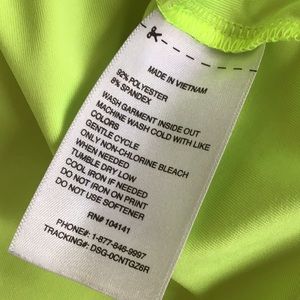 MADE IN VIETNAM
92% POLYESTER
8% SPANDEX
WASH GARMENT INSIDE OUT
MACHINE WASH COLD WITH LIKE
COLORS
GENTLE CYCLE
ONLY NON-CHLORINE BLEACH
WHEN NEEDED
TUMBLE DRY LOW
COOL IRON IF NEEDED
DO NOT IRON ON PRINT
DO NOT USE SOFTENER
RN# 104141
PHONE#: 1-877-846-9997
TRACKING#: DSG-0CNTGZ6R